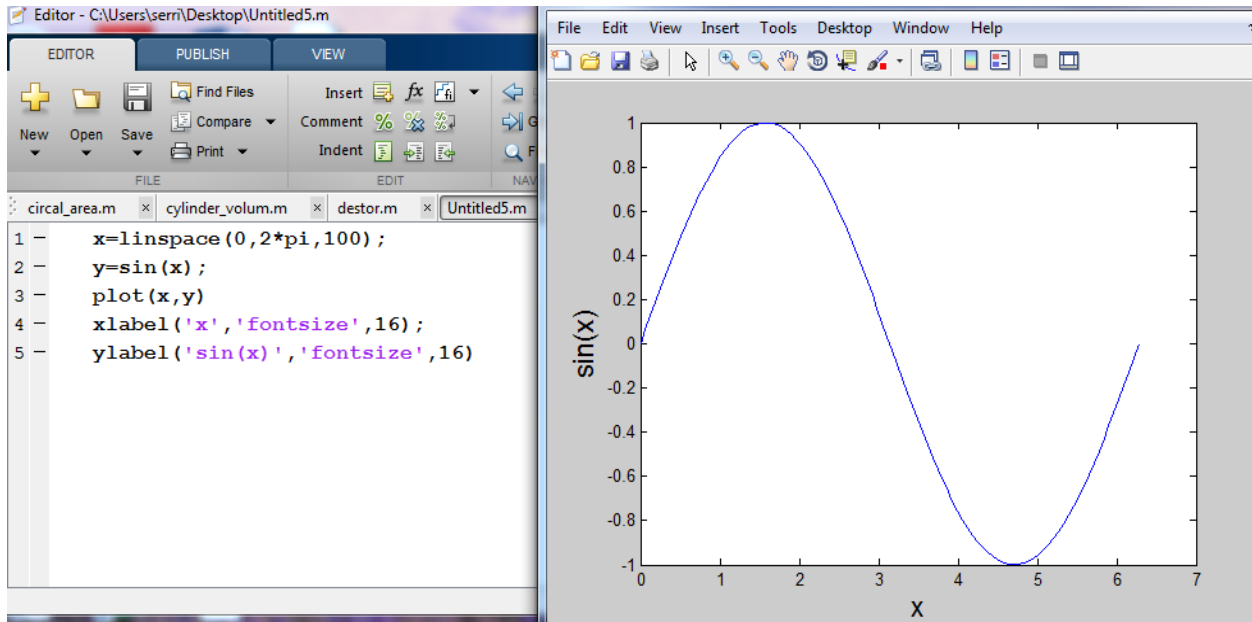 Editor - C:\Users\serri\Desktop\Untitled5.m
EDITOR PUBLISH VIEW
New
Open
Save
Find Files
Compare
Print
FILE
Insert fx
Comment
Indent
EDIT
NAV
circal_area.m × cylinder_volum.m × destor.m × Untitled5.m
1 - x=linspace(0,2*pi,100);
2 - y=sin(x);
3 - plot(x,y)
4 - xlabel('x','fontsize',16);
5 - ylabel('sin(x)','fontsize',16)
File Edit View Insert Tools Desktop Window Help
1
0.8
0.6
0.4
0.2
0
-0.2
-0.4
-0.6
-0.8
-1
sin(x)
0 1 2 3 4 5 6 7
x